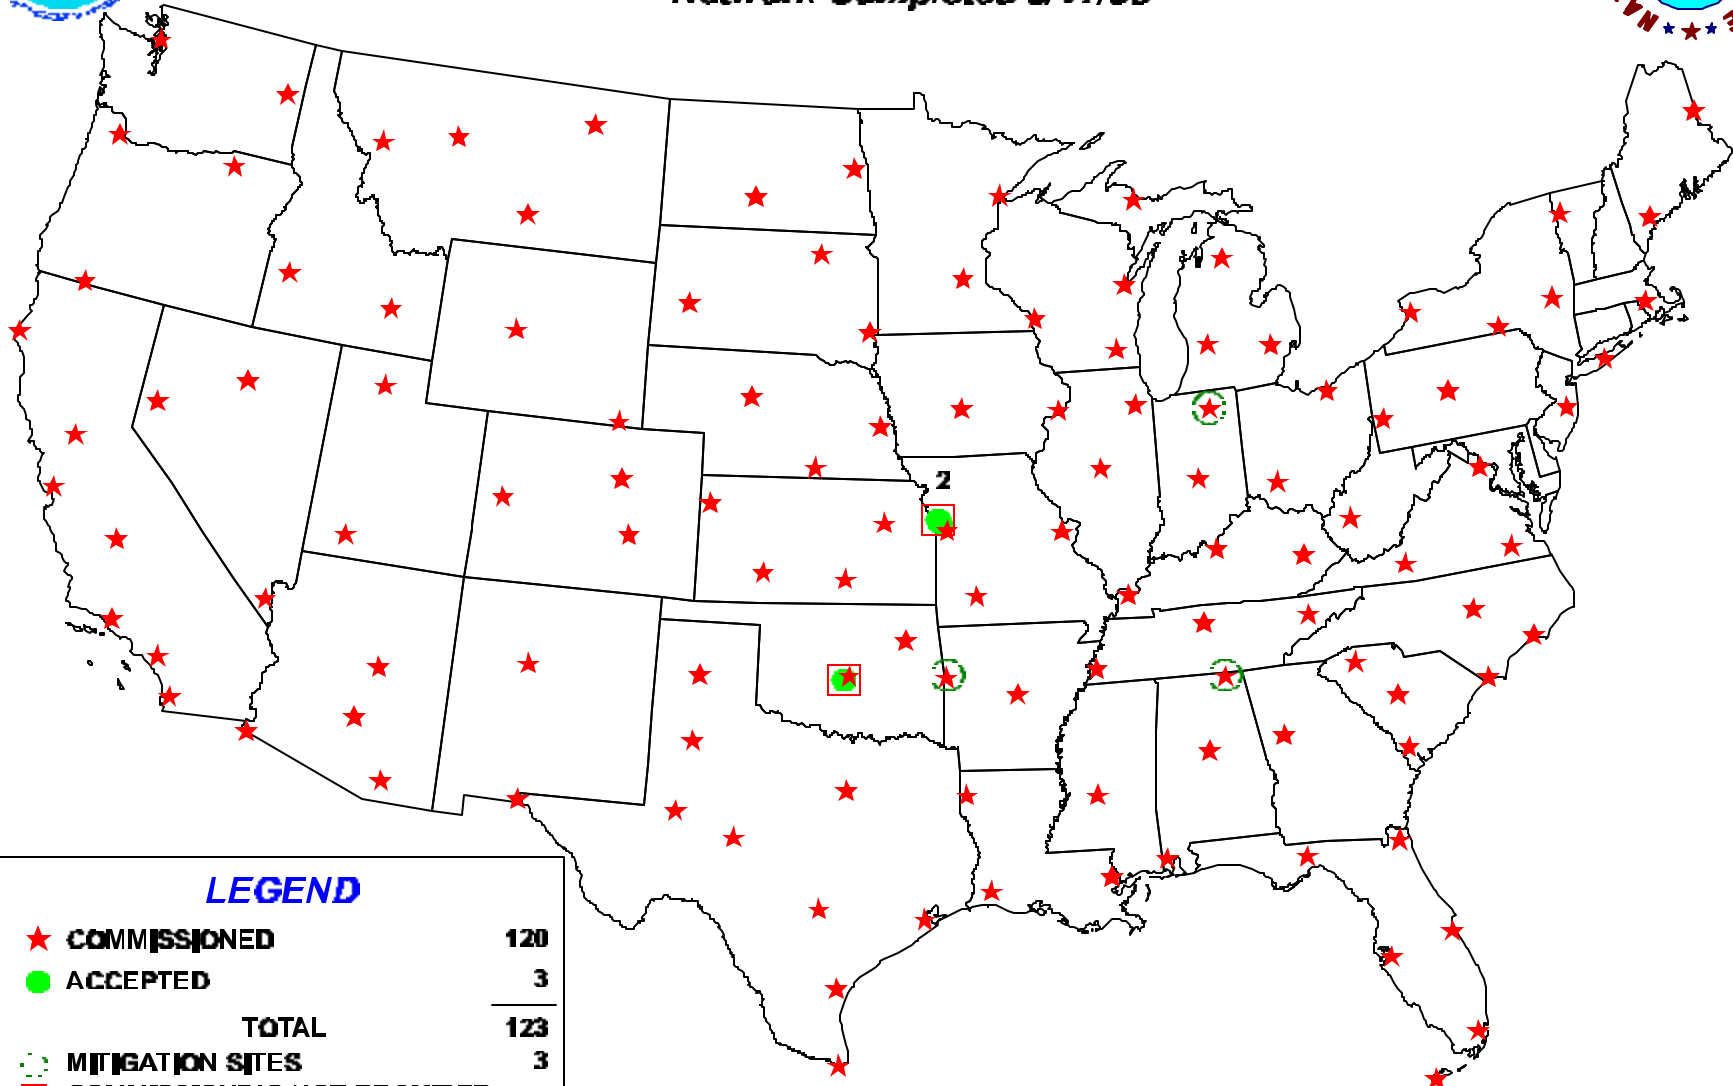 2
LEGEND
COMMISSIONED 120
ACCEPTED 3
TOTAL 123
MITIGATION SITES 3